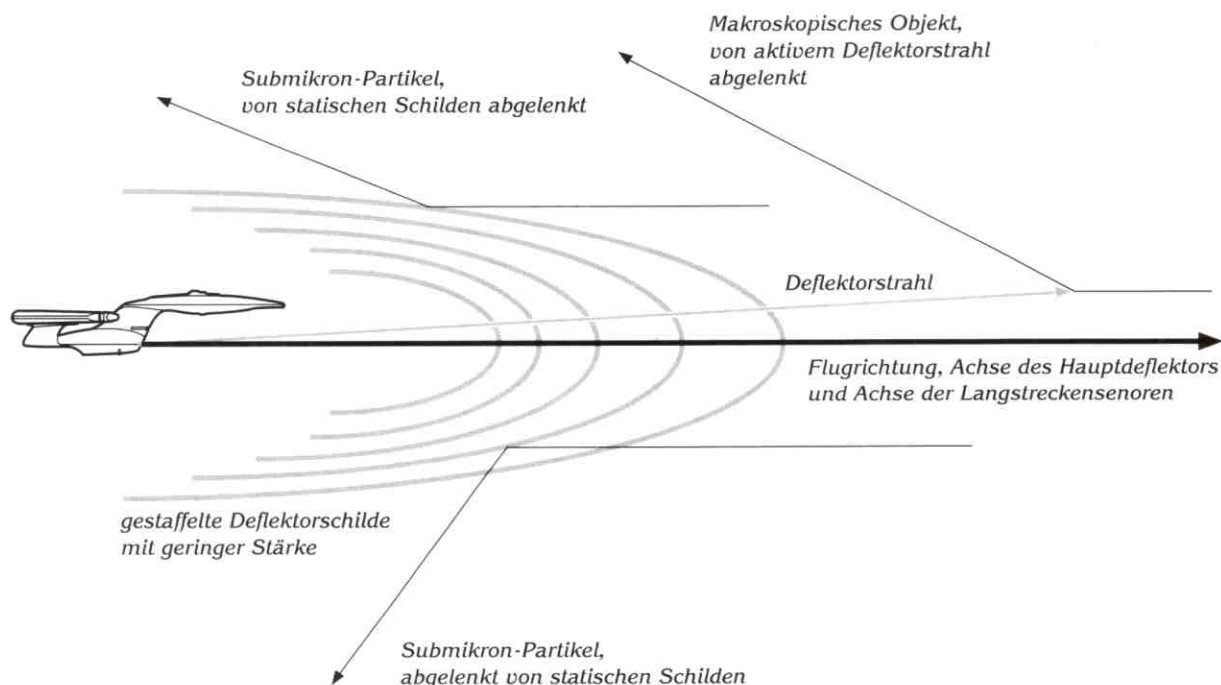 Makroskopisches Objekt,
von aktivem Deflektorstrahl
abgelenkt
Submikron-Partikel,
von statischen Schilden abgelenkt
Deflektorstrahl
Flugrichtung, Achse des Hauptdeflektors
und Achse der Langstreckensenoren
gestaffelte Deflektorschilde
mit geringer Stärke
Submikron-Partikel,
abgelenkt von statischen Schilden